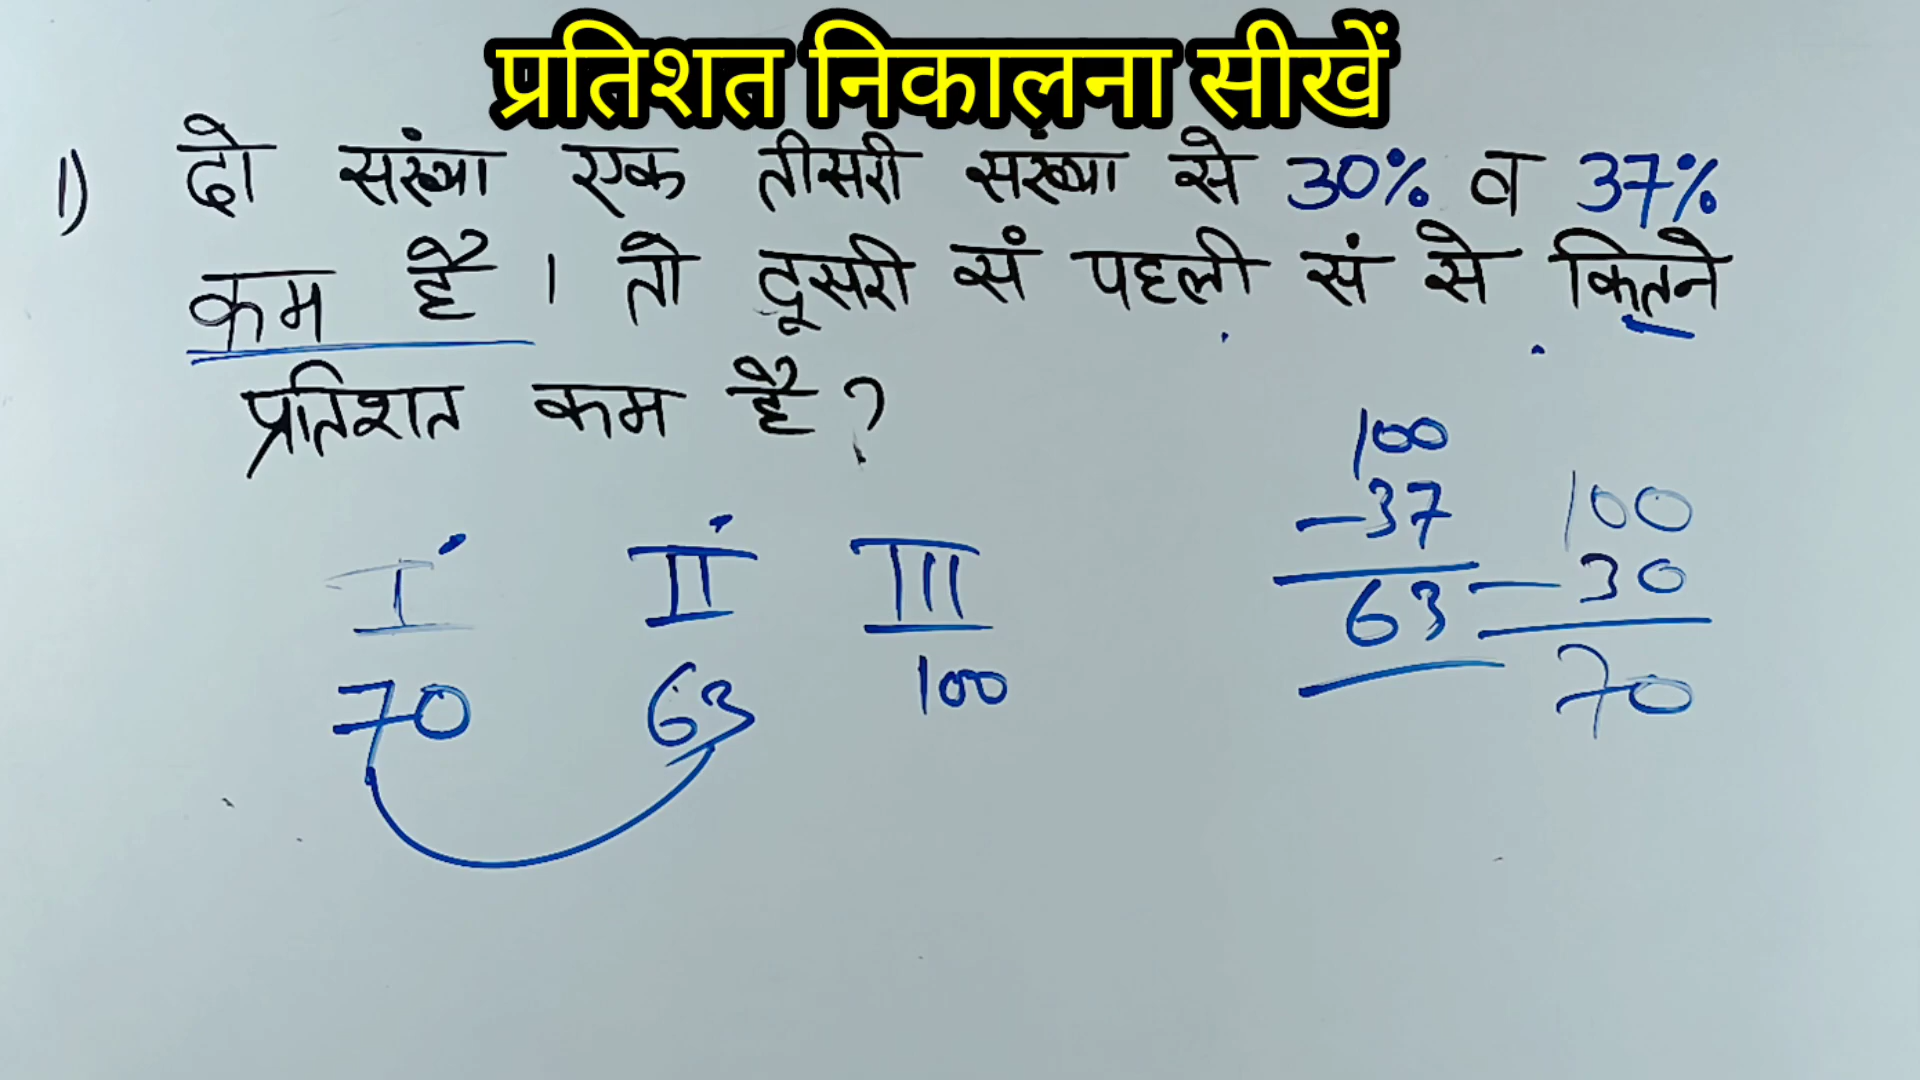 प्रतिशत निकालना सीखें
1) दो संख्या एक तीसरी संख्या से 30% व 37%
कम है। तो दूसरी सं पहली सं से कितने
प्रतिशत कम है?
I II III
70 63 100
100
-37
63
100
- 30
70